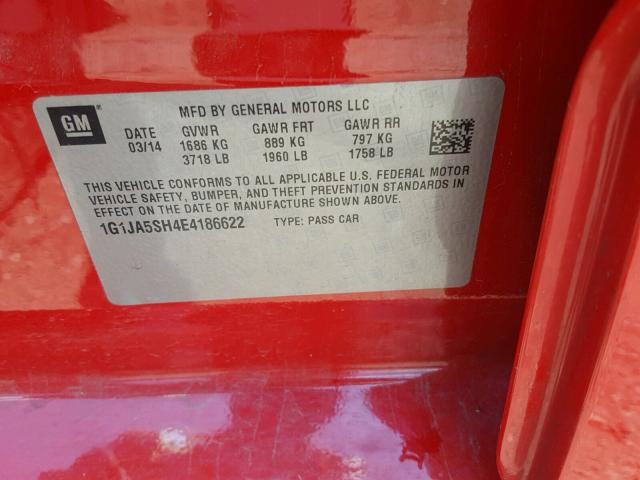 GM
MFD BY GENERAL MOTORS LLC
DATE GVWR GAWR FRT GAWR RR
03/14 1686 KG 889 KG 797 KG
3718 LB 1960 LB 1758 LB
THIS VEHICLE CONFORMS TO ALL APPLICABLE U.S. FEDERAL MOTOR
VEHICLE SAFETY, BUMPER, AND THEFT PREVENTION STANDARDS IN
EFFECT ON THE DATE OF MANUFACTURE SHOWN ABOVE.
1G1JA5SH4E4186622 TYPE: PASS CAR